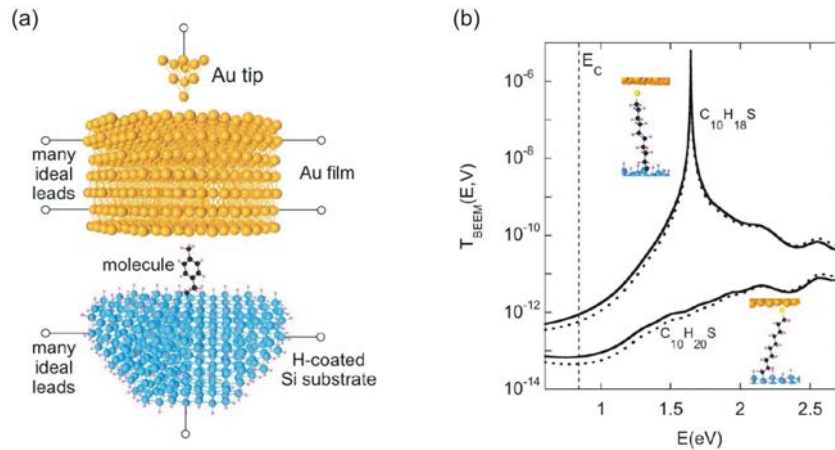 (a)
Au tip
many
ideal
leads
Au film
molecule
many
ideal
leads
H-coated
Si substrate
(b)
T_BEEM(E,V)
10^-6
10^-8
10^-10
10^-12
10^-14
E_C
C_10H_18S
C_10H_20S
1
1.5
2
2.5
E(eV)